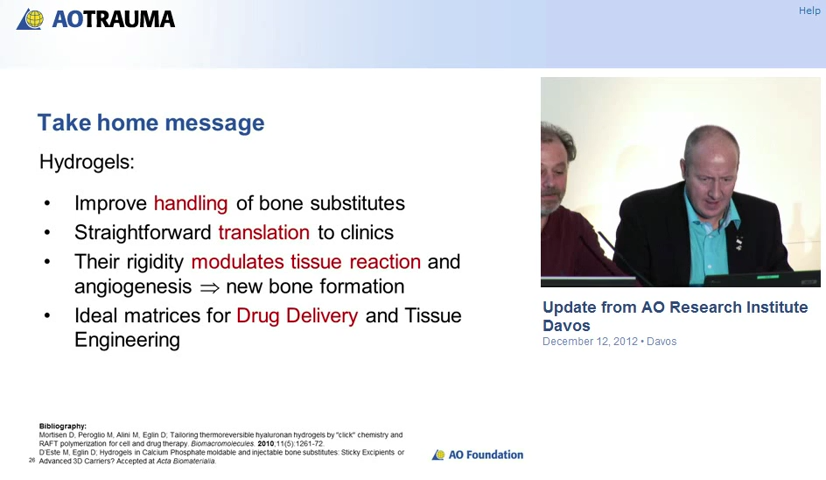 AOTRAUMA
Help
Take home message
Hydrogels:
• Improve handling of bone substitutes
• Straightforward translation to clinics
• Their rigidity modulates tissue reaction and
angiogenesis ⇒ new bone formation
• Ideal matrices for Drug Delivery and Tissue
Engineering
Update from AO Research Institute
Davos
December 12, 2012 • Davos
Bibliography:
Mortisen D, Peroglio M, Alini M, Eglin D; Tailoring thermoreversible hyaluronan hydrogels by "click" chemistry and
RAFT polymerization for cell and drug therapy. Biomacromolecules. 2010;11(5):1261-72.
D'Este M, Eglin D; Hydrogels in Calcium Phosphate moldable and injectable bone substitutes: Sticky Excipients or
26 Advanced 3D Carriers? Accepted at Acta Biomaterialia.
AO Foundation